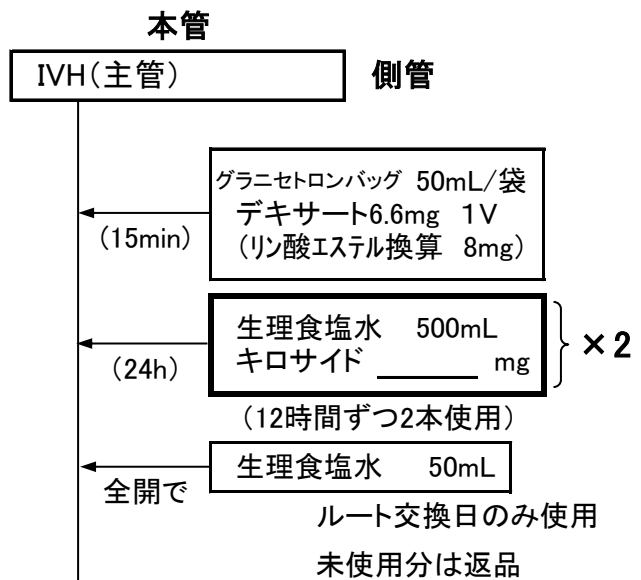 本管
IVH(主管)
側管
グラニセトロンバッグ 50mL/袋
デキサート6.6mg 1V
(リン酸エステル換算 8mg)
(15min)
生理食塩水 500mL
キロサイド ______ mg
×2
(24h)
(12時間ずつ2本使用)
生理食塩水 50mL
全開で
ルート交換日のみ使用
未使用分は返品